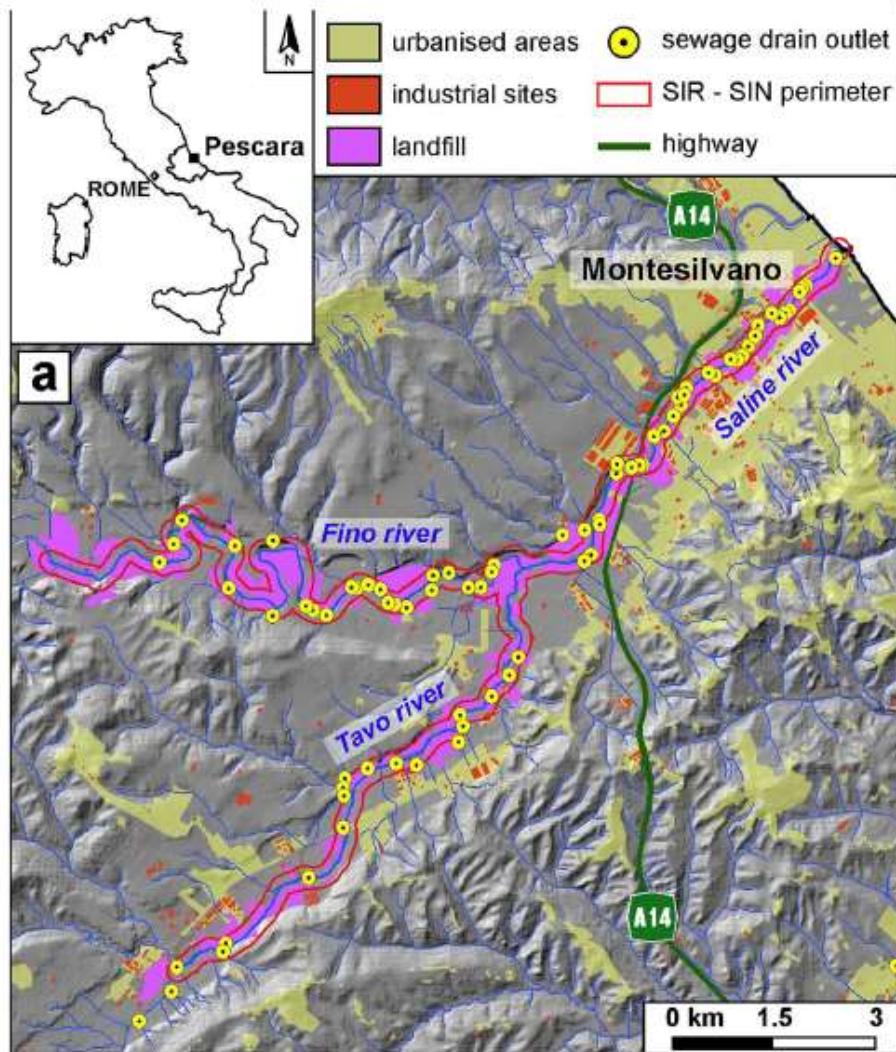 N
Pescara
ROME
urbanised areas
industrial sites
landfill
sewage drain outlet
SIR - SIN perimeter
highway
A14
Montesilvano
a
Saline river
Fino river
Tavo river
A14
0 km 1.5 3